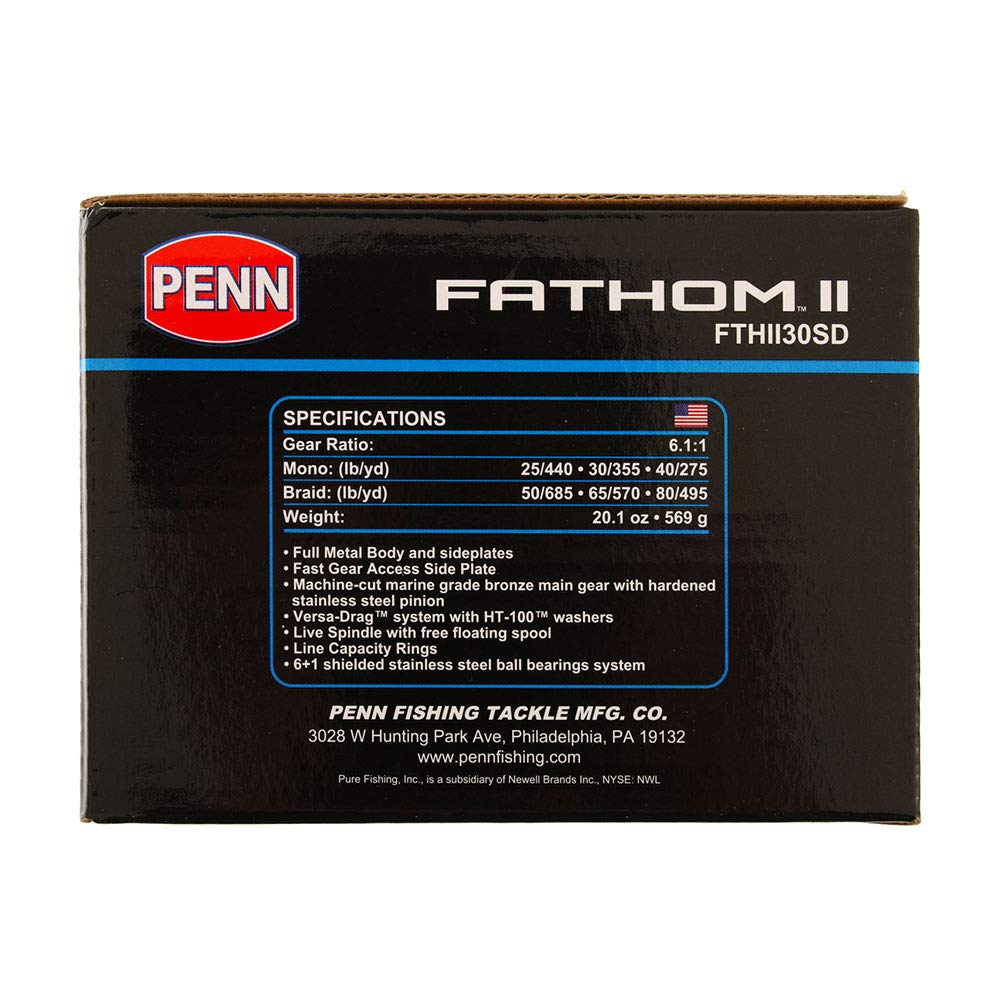 PENN
FATHOM™ II
FTHII30SD
SPECIFICATIONS
Gear Ratio: 6.1:1
Mono: (lb/yd) 25/440 • 30/355 • 40/275
Braid: (lb/yd) 50/685 • 65/570 • 80/495
Weight: 20.1 oz • 569 g
• Full Metal Body and sideplates
• Fast Gear Access Side Plate
• Machine-cut marine grade bronze main gear with hardened
stainless steel pinion
• Versa-Drag™ system with HT-100™ washers
• Live Spindle with free floating spool
• Line Capacity Rings
• 6+1 shielded stainless steel ball bearings system
PENN FISHING TACKLE MFG. CO.
3028 W Hunting Park Ave, Philadelphia, PA 19132
www.pennfishing.com
Pure Fishing, Inc., is a subsidiary of Newell Brands Inc., NYSE: NWL